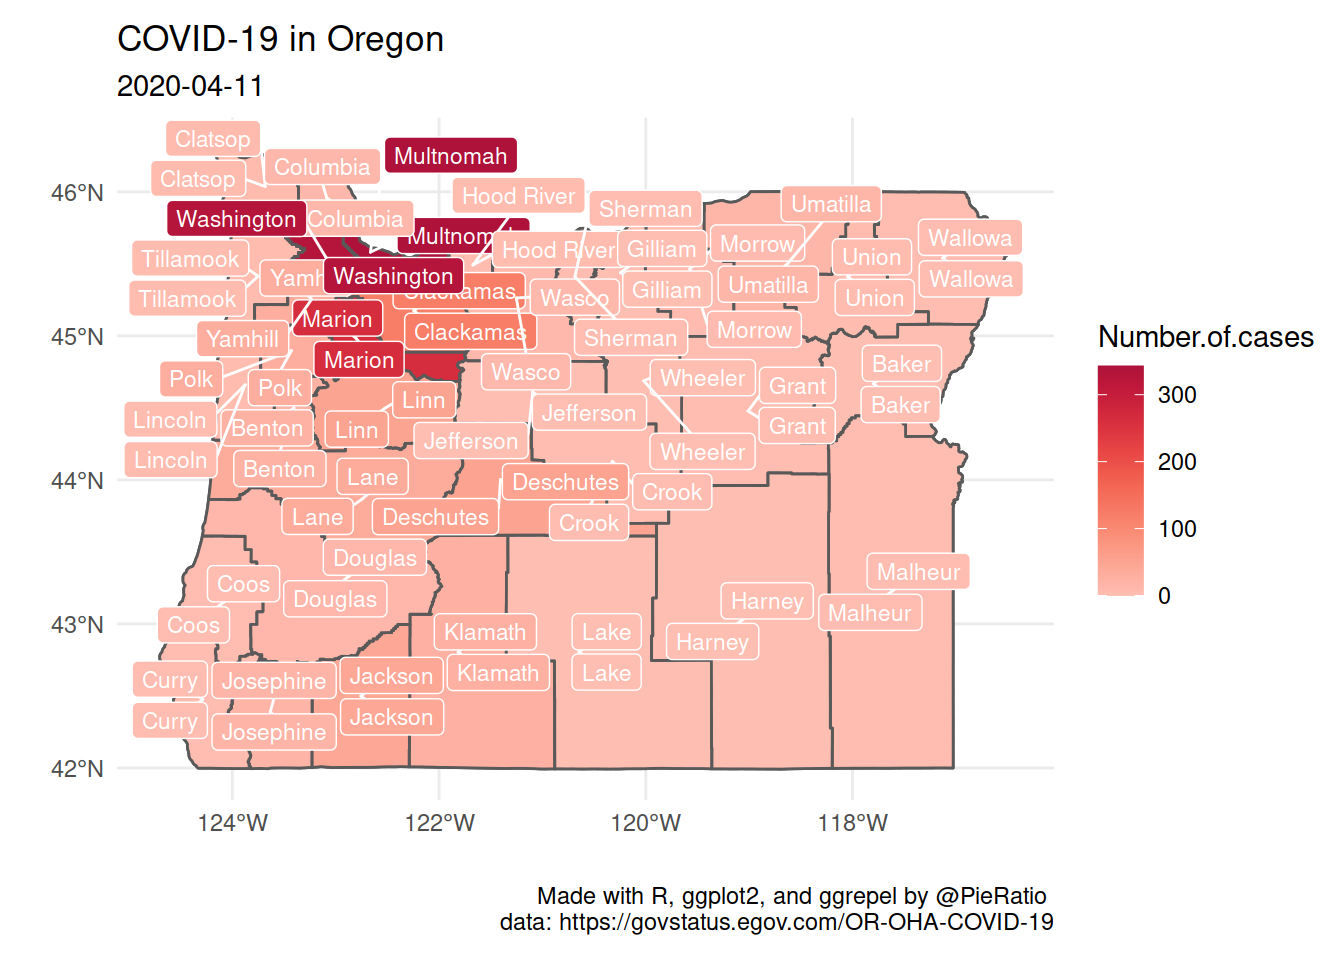 COVID-19 in Oregon
2020-04-11
Clatsop
Multnomah
Columbia
Clatsop
46°N
Hood River
Umatilla
Sherman
Washington
Columbia
Multnomah
Wallowa
Morrow
Hood River
Gilliam
Union
Tillamook
Yamh
Washington
Wallowa
Umatilla
Gilliam
Clackamas
Wasco
Union
Tillamook
Marion
Clackamas
Morrow
45°N
Yamhill
Sherman
Number.of.cases
Marion
Baker
Wasco
Polk
Wheeler
Polk
Grant
300
Linn
Baker
Jefferson
Lincoln
Benton
Linn
Grant
Jefferson
Wheeler
200
Lincoln
Benton
Lane
44°N
Deschutes
Crook
Lane
Deschutes
Crook
100
Douglas
Malheur
Coos
0
Douglas
Harney
Malheur
43°N
Coos
Klamath
Lake
Harney
Curry
Josephine
Jackson
Klamath
Lake
Curry
Josephine
Jackson
42°N
124°W
122°W
120°W
118°W
Made with R, ggplot2, and ggrepel by @PieRatio
data: https://govstatus.egov.com/OR-OHA-COVID-19